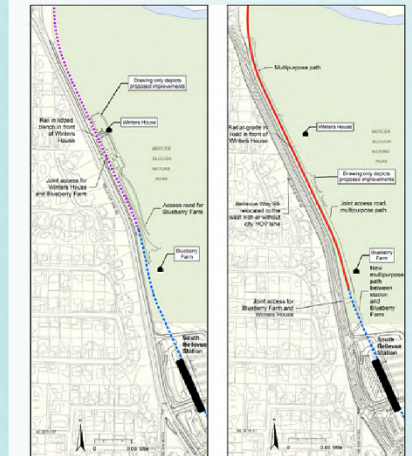 Drawing only depicts
proposed improvements
Rail in lidded
trench in front
of Winters
House
Winters House
MERCER
SLOUGH
NATURE
PARK
Joint access for
Winters House
and Blueberry Farm
Access road for
Blueberry Farm
Blueberry
Farm
South
Bellevue
Station
Multipurpose path
Rail at-grade in
road in front of
Winters House
Winters House
MERCER
SLOUGH
NATURE
PARK
Drawing only depicts
proposed improvements
Bellevue Way SE
relocated to the
west with or without
city HOV lane
Joint access road,
multipurpose path
Blueberry
Farm
New
multipurpose
path
between
station
and
Blueberry
Farm
Joint access for
Blueberry Farm and
Winters House
South
Bellevue
Station